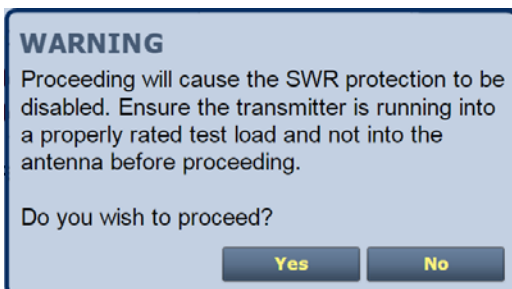 WARNING
Proceeding will cause the SWR protection to be
disabled. Ensure the transmitter is running into
a properly rated test load and not into the
antenna before proceeding.
Do you wish to proceed?
Yes No